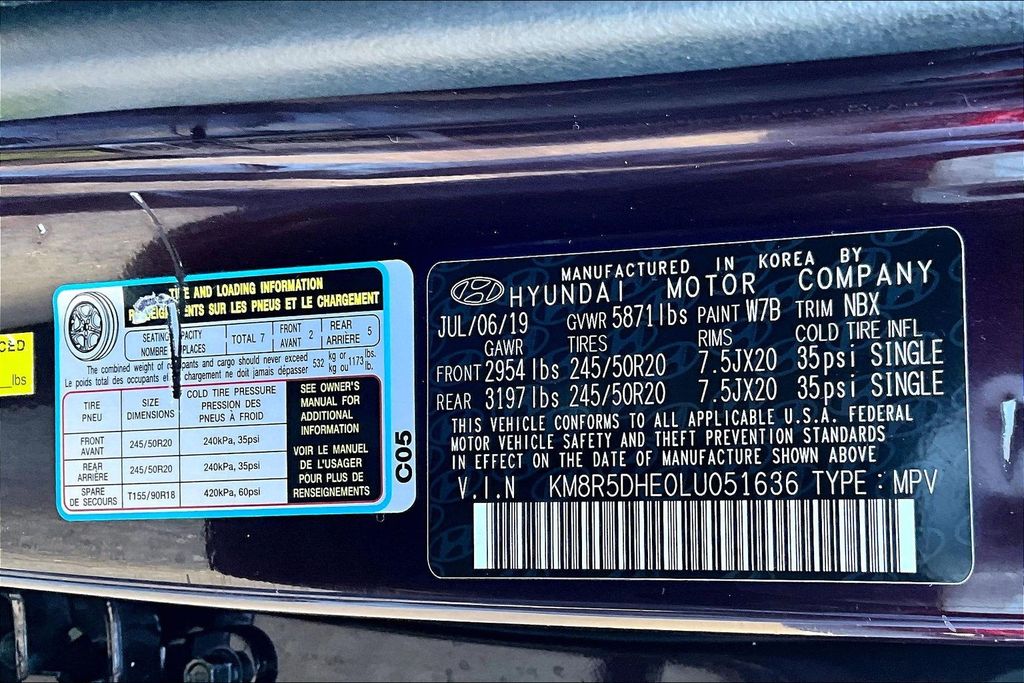 CED
lbs
TIRE AND LOADING INFORMATION
ENTS SUR LES PNEUS ET LE CHARGEMENT
SEATING PACITY
NOMBRE PLACES
TOTAL 7
FRONT
AVANT 2
REAR
ARRIÈRE 5
The combined weight of pants and cargo should never exceed 532 kg or 1173 lbs.
Le poids total des occupants et chargement ne doit jamais dépasser kg ou lb.
TIRE
PNEU
SIZE
DIMENSIONS
COLD TIRE PRESSURE
PRESSION DES
PNEUS À FROID
FRONT
AVANT
245/50R20
240kPa, 35psi
REAR
ARRIÈRE
245/50R20
240kPa, 35psi
SPARE
DE SECOURS
T155/90R18
420kPa, 60psi
SEE OWNER'S
MANUAL FOR
ADDITIONAL
INFORMATION
VOIR LE MANUEL
DE L'USAGER
POUR PLUS DE
RENSEIGNEMENTS
C05
MANUFACTURED IN KOREA BY
HYUNDAI MOTOR COMPANY
JUL/06/19 GVWR 5871lbs PAINT W7B TRIM NBX
GAWR TIRES RIMS COLD TIRE INFL
FRONT 2954 lbs 245/50R20 7.5JX20 35psi SINGLE
REAR 3197 lbs 245/50R20 7.5JX20 35psi SINGLE
THIS VEHICLE CONFORMS TO ALL APPLICABLE U.S.A. FEDERAL
MOTOR VEHICLE SAFETY AND THEFT PREVENTION STANDARDS
IN EFFECT ON THE DATE OF MANUFACTURE SHOWN ABOVE
V.I.N KM8R5DHE0LU051636 TYPE : MPV